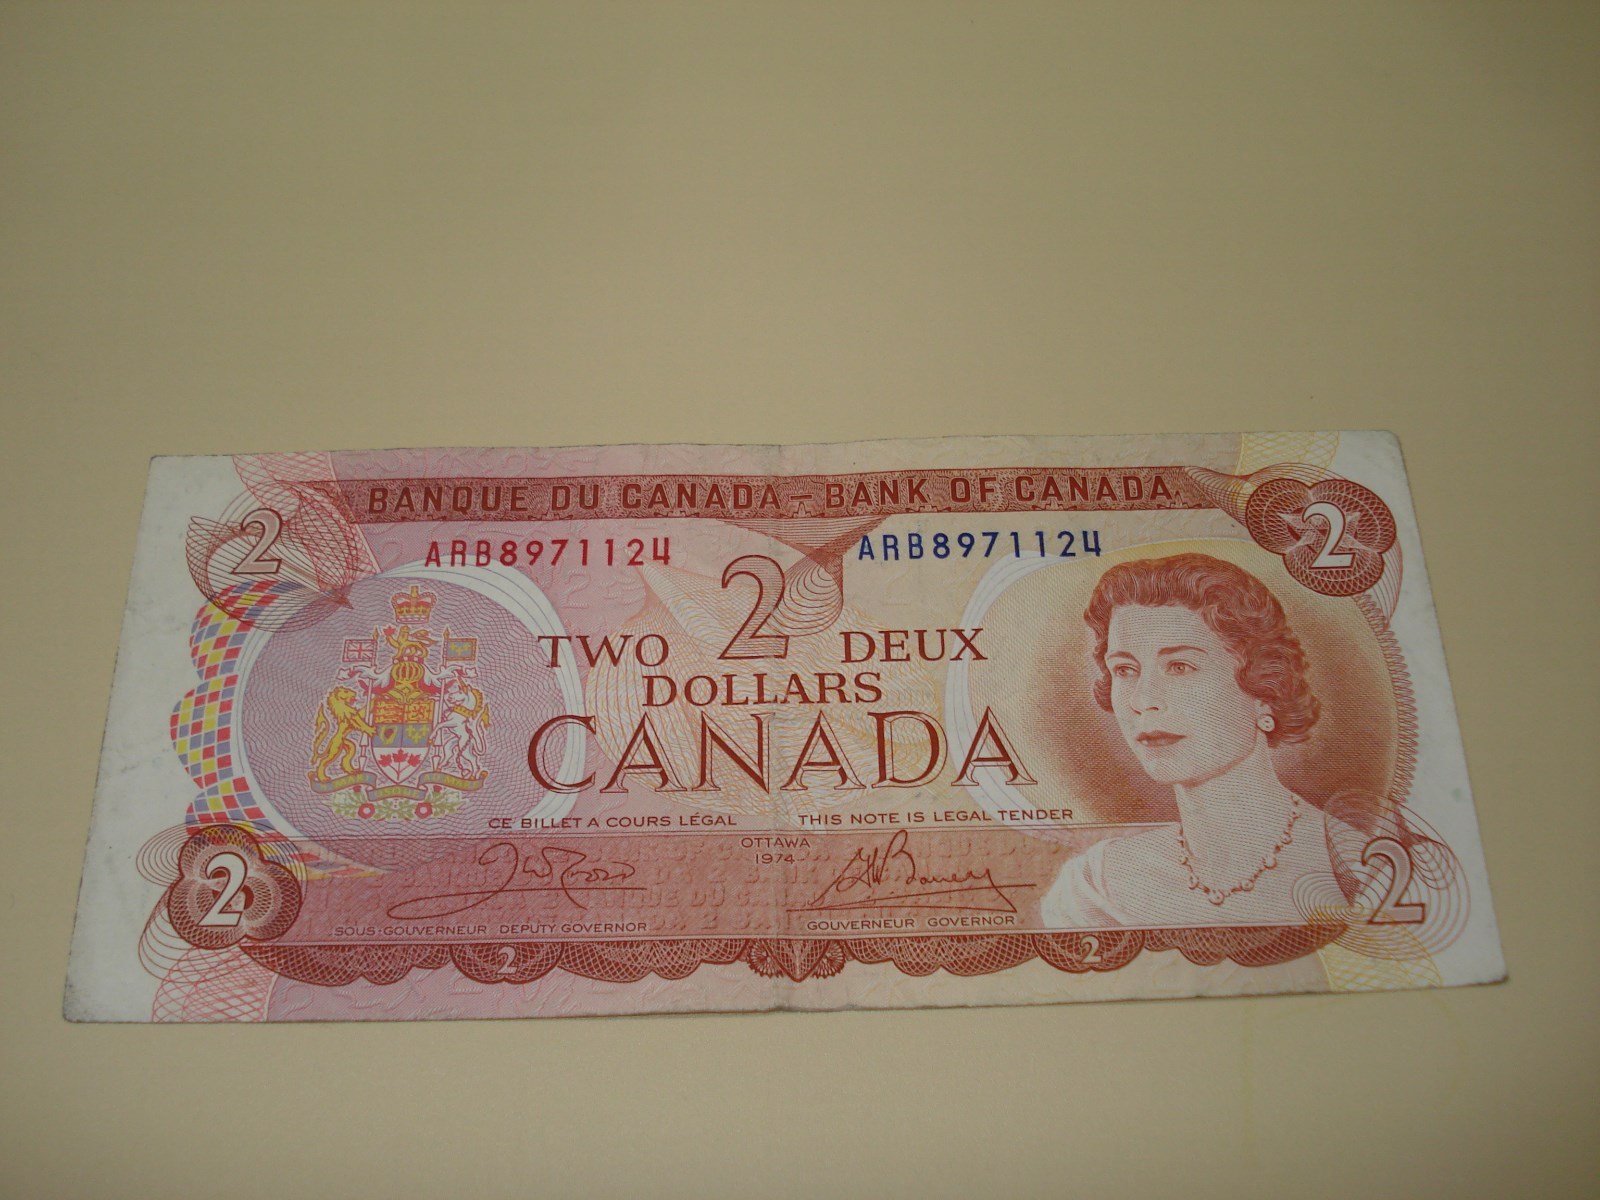 BANQUE DU CANADA – BANK OF CANADA
2 2
ARB8971124 ARB8971124
2
TWO DEUX
DOLLARS
CANADA
CE BILLET A COURS LÉGAL THIS NOTE IS LEGAL TENDER
OTTAWA
1974
2 2
SOUS-GOUVERNEUR DEPUTY GOVERNOR GOUVERNEUR GOVERNOR
2 2